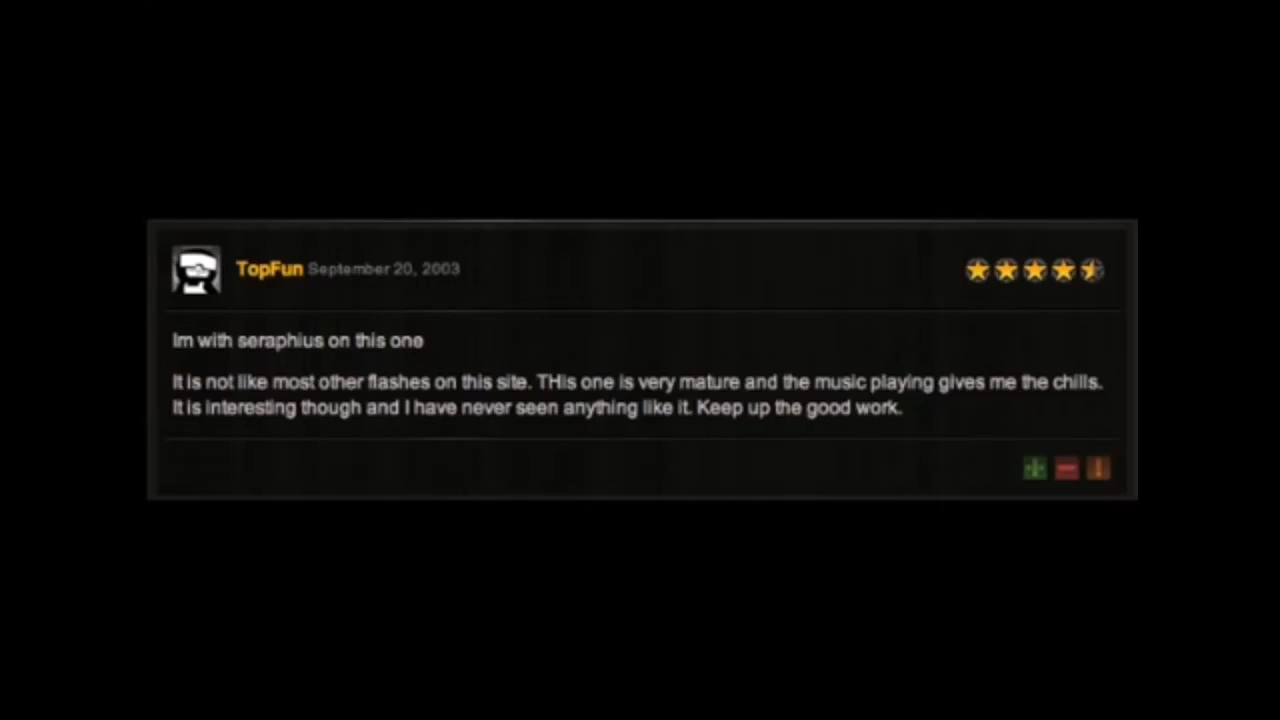 TopFun September 20, 2003
Im with seraphius on this one
It is not like most other flashes on this site. THis one is very mature and the music playing gives me the chills.
It is interesting though and I have never seen anything like it. Keep up the good work.